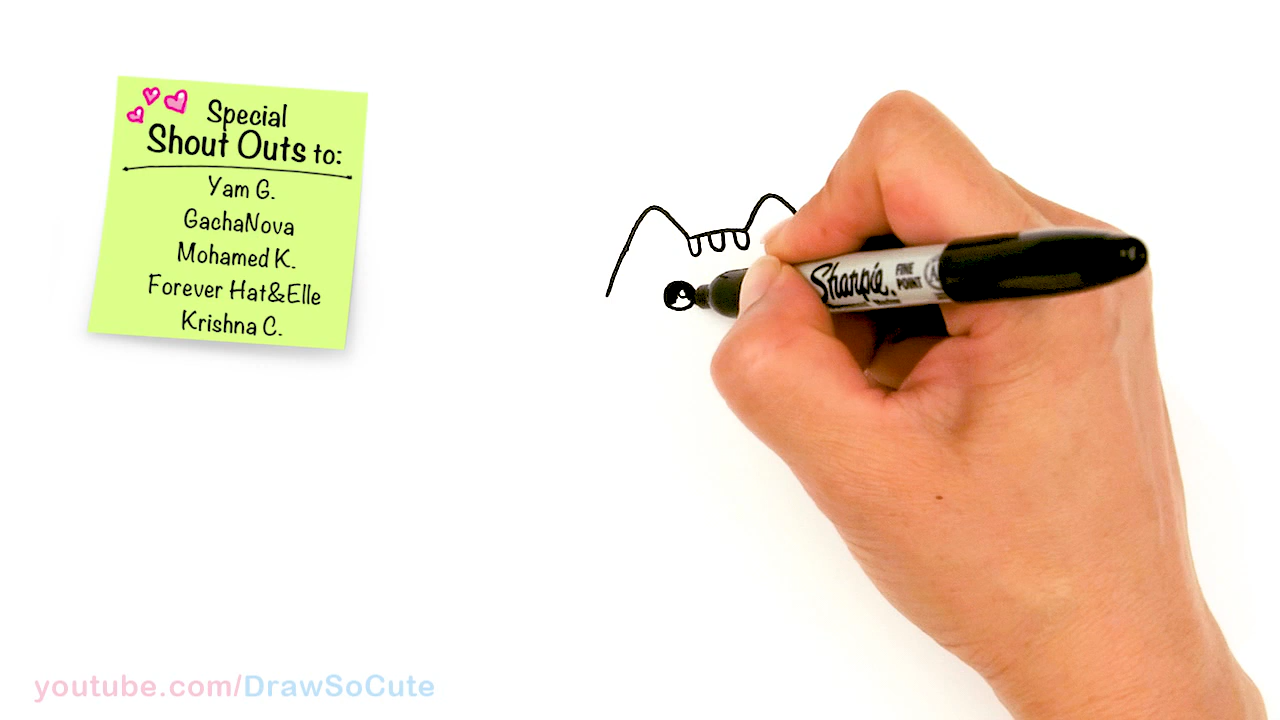 Special
Shout Outs to:
Yam G.
GachaNova
Mohamed K.
Forever Hat&Elle
Krishna C.
Sharpie.
FINE
POINT
youtube.com/DrawSoCute